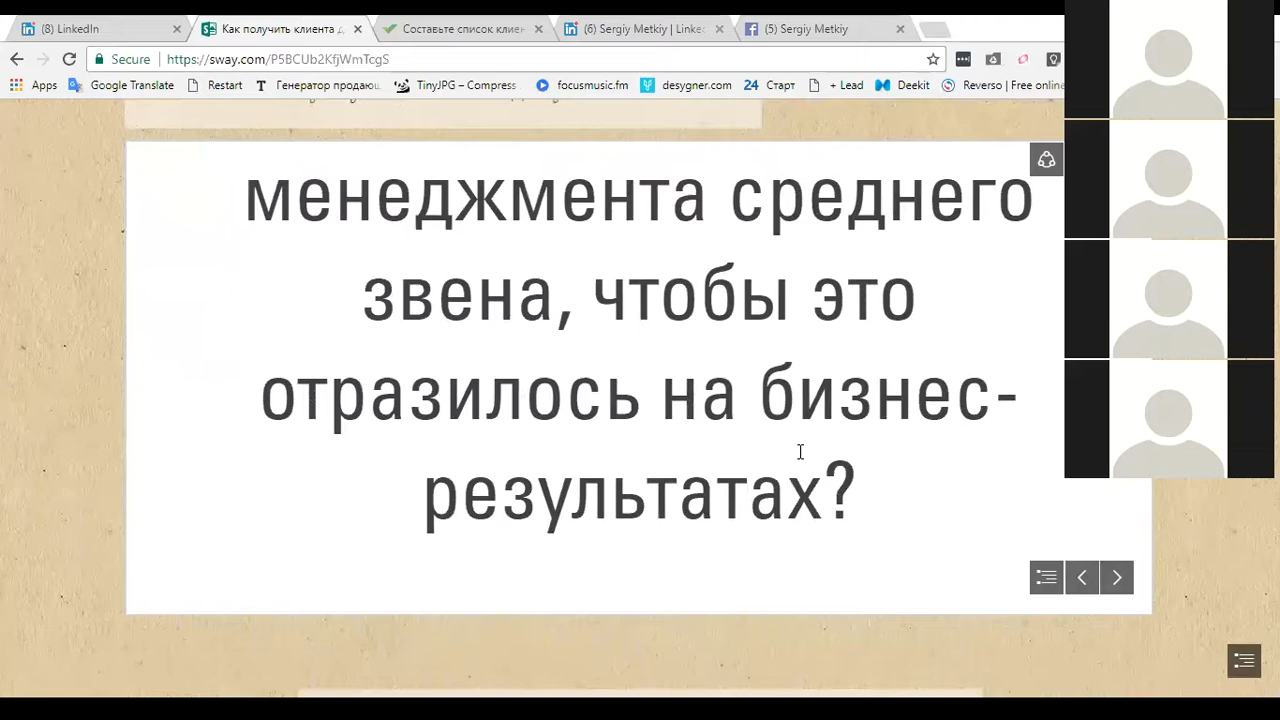 (8) LinkedIn
Как получить клиента д
Составьте список клиен
(6) Sergiy Metkiy | Linke
(5) Sergiy Metkiy
Secure https://sway.com/P5BCUb2KfjWQnTcgS
Apps Google Translate Restart Генератор продающ TinyJPG – Compress focusmusic.fm desygner.com 24 Старт + Lead Deekit Reverso | Free online
менеджмента среднего
звена, чтобы это
отразилось на бизнес-
результатах?